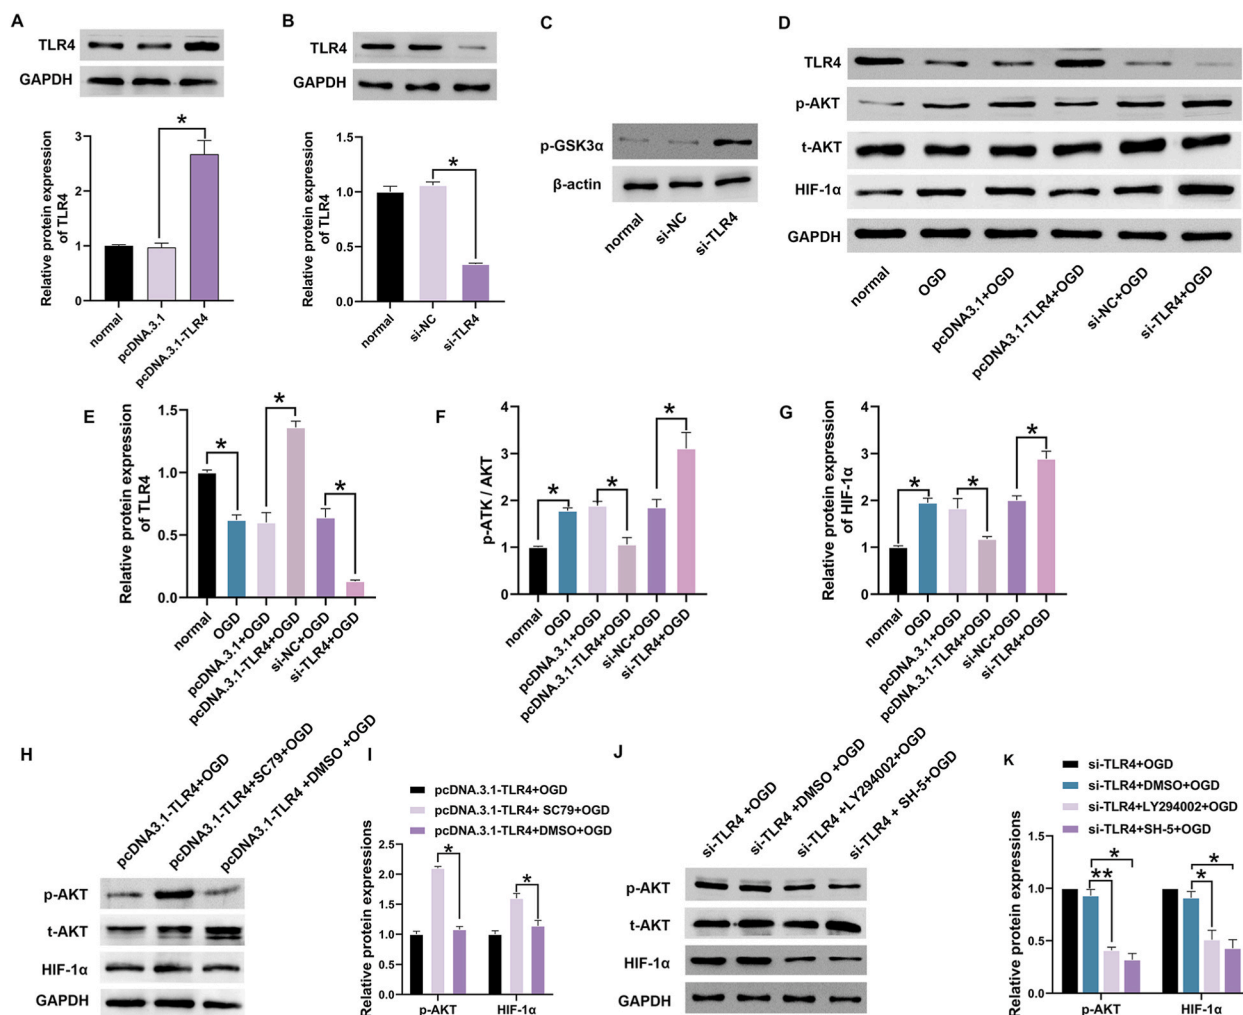 A
TLR4
GAPDH
Relative protein expression
of TLR4
3
2
1
0
*
normal
pcDNA.3.1
pcDNA.3.1-TLR4
B
TLR4
GAPDH
Relative protein expression
of TLR4
1.5
1.0
0.5
0.0
*
normal
si-NC
si-TLR4
C
p-GSK3α
β-actin
normal
si-NC
si-TLR4
D
TLR4
p-AKT
t-AKT
HIF-1α
GAPDH
normal
OGD
pcDNA3.1+OGD
pcDNA3.1-TLR4+OGD
si-NC+OGD
si-TLR4+OGD
E
Relative protein expression
of TLR4
1.5
1.0
0.5
0.0
*
*
*
normal
OGD
pcDNA.3.1+OGD
pcDNA.3.1-TLR4+OGD
si-NC+OGD
si-TLR4+OGD
F
p-ATK / AKT
4
3
2
1
0
*
*
*
normal
OGD
pcDNA.3.1+OGD
pcDNA.3.1-TLR4+OGD
si-NC+OGD
si-TLR4+OGD
G
Relative protein expression
of HIF-1α
4
3
2
1
0
*
*
*
normal
OGD
pcDNA.3.1+OGD
pcDNA.3.1-TLR4+OGD
si-NC+OGD
si-TLR4+OGD
H
pcDNA3.1-TLR4+OGD
pcDNA3.1-TLR4+SC79+OGD
pcDNA3.1-TLR4 +DMSO +OGD
p-AKT
t-AKT
HIF-1α
GAPDH
I
pcDNA.3.1-TLR4+OGD
pcDNA.3.1-TLR4+ SC79+OGD
pcDNA.3.1-TLR4+DMSO+OGD
Relative protein expressions
2.5
2.0
1.5
1.0
0.5
0.0
*
*
p-AKT
HIF-1α
J
si-TLR4 +OGD
si-TLR4 +DMSO +OGD
si-TLR4 + LY294002+OGD
si-TLR4 + SH-5+OGD
p-AKT
t-AKT
HIF-1α
GAPDH
K
si-TLR4+OGD
si-TLR4+DMSO+OGD
si-TLR4+LY294002+OGD
si-TLR4+SH-5+OGD
Relative protein expressions
1.5
1.0
0.5
0.0
*
**
*
*
p-AKT
HIF-1α